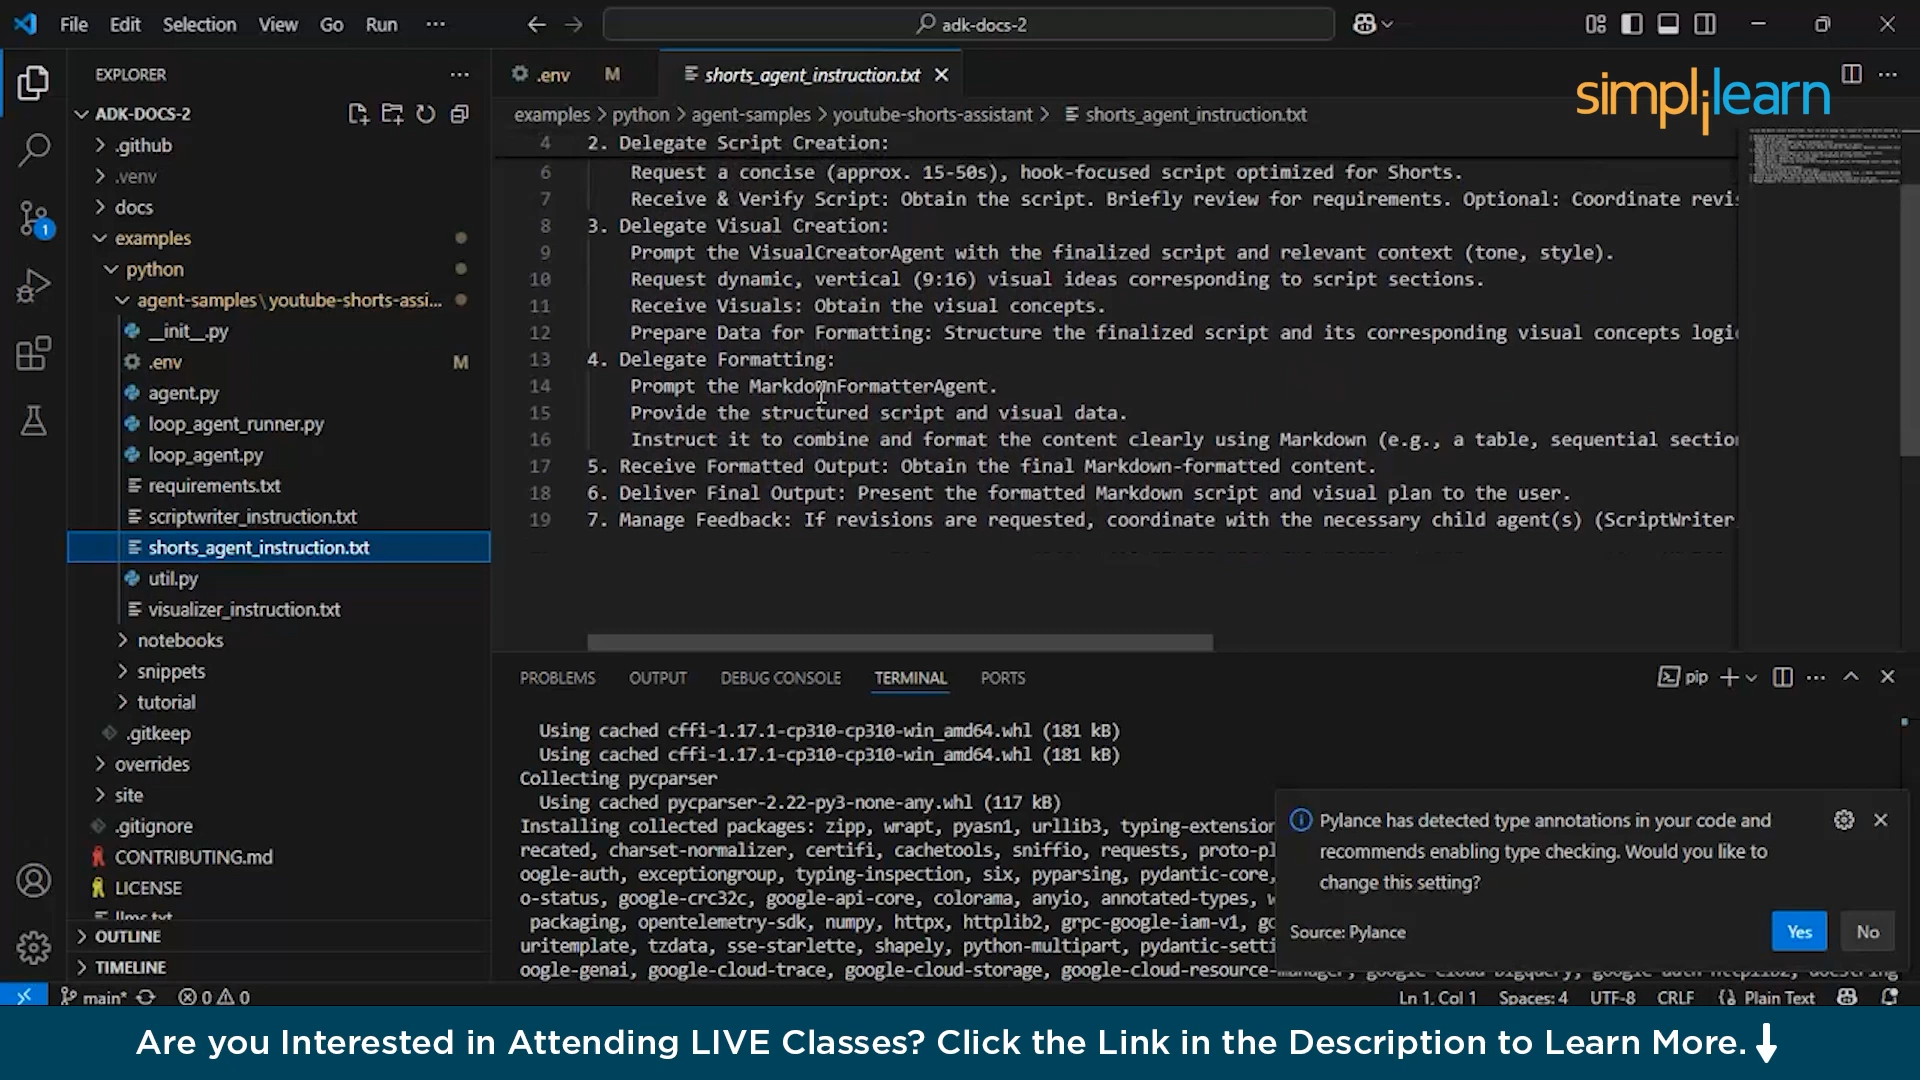 File Edit Selection View Go Run ···
adk-docs-2
EXPLORER
ADK-DOCS-2
.github
.venv
docs
examples
python
agent-samples\youtube-shorts-assi...
__init__.py
.env M
agent.py
loop_agent_runner.py
loop_agent.py
requirements.txt
scriptwriter_instruction.txt
shorts_agent_instruction.txt
util.py
visualizer_instruction.txt
notebooks
snippets
tutorial
.gitkeep
overrides
site
.gitignore
CONTRIBUTING.md
LICENSE
llms.txt
OUTLINE
TIMELINE
1
.env M
shorts_agent_instruction.txt
simplilearn
examples > python > agent-samples > youtube-shorts-assistant > shorts_agent_instruction.txt
4 2. Delegate Script Creation:
6 Request a concise (approx. 15-50s), hook-focused script optimized for Shorts.
7 Receive & Verify Script: Obtain the script. Briefly review for requirements. Optional: Coordinate revi
8 3. Delegate Visual Creation:
9 Prompt the VisualCreatorAgent with the finalized script and relevant context (tone, style).
10 Request dynamic, vertical (9:16) visual ideas corresponding to script sections.
11 Receive Visuals: Obtain the visual concepts.
12 Prepare Data for Formatting: Structure the finalized script and its corresponding visual concepts logi
13 4. Delegate Formatting:
14 Prompt the MarkdownFormatterAgent.
15 Provide the structured script and visual data.
16 Instruct it to combine and format the content clearly using Markdown (e.g., a table, sequential sectio
17 5. Receive Formatted Output: Obtain the final Markdown-formatted content.
18 6. Deliver Final Output: Present the formatted Markdown script and visual plan to the user.
19 7. Manage Feedback: If revisions are requested, coordinate with the necessary child agent(s) (ScriptWriter
PROBLEMS OUTPUT DEBUG CONSOLE TERMINAL PORTS
pip
Using cached cffi-1.17.1-cp310-cp310-win_amd64.whl (181 kB)
Using cached cffi-1.17.1-cp310-cp310-win_amd64.whl (181 kB)
Collecting pycparser
Using cached pycparser-2.22-py3-none-any.whl (117 kB)
Installing collected packages: zipp, wrapt, pyasn1, urllib3, typing-extension
recated, charset-normalizer, certifi, cachetools, sniffio, requests, proto-pl
oogle-auth, exceptiongroup, typing-inspection, six, pyparsing, pydantic-core,
o-status, google-crc32c, google-api-core, colorama, anyio, annotated-types, w
packaging, opentelemetry-sdk, numpy, httpx, httplib2, grpc-google-iam-v1, go
uritemplate, tzdata, sse-starlette, shapely, python-multipart, pydantic-setti
oogle-genai, google-cloud-trace, google-cloud-storage, google-cloud-resource-manager, google-cloud-bigquery, google-auth-httplib2, docstring
Pylance has detected type annotations in your code and
recommends enabling type checking. Would you like to
change this setting?
Source: Pylance
Yes No
main* 0 0
Ln 1, Col 1 Spaces: 4 UTF-8 CRLF {} Plain Text
Are you Interested in Attending LIVE Classes? Click the Link in the Description to Learn More.